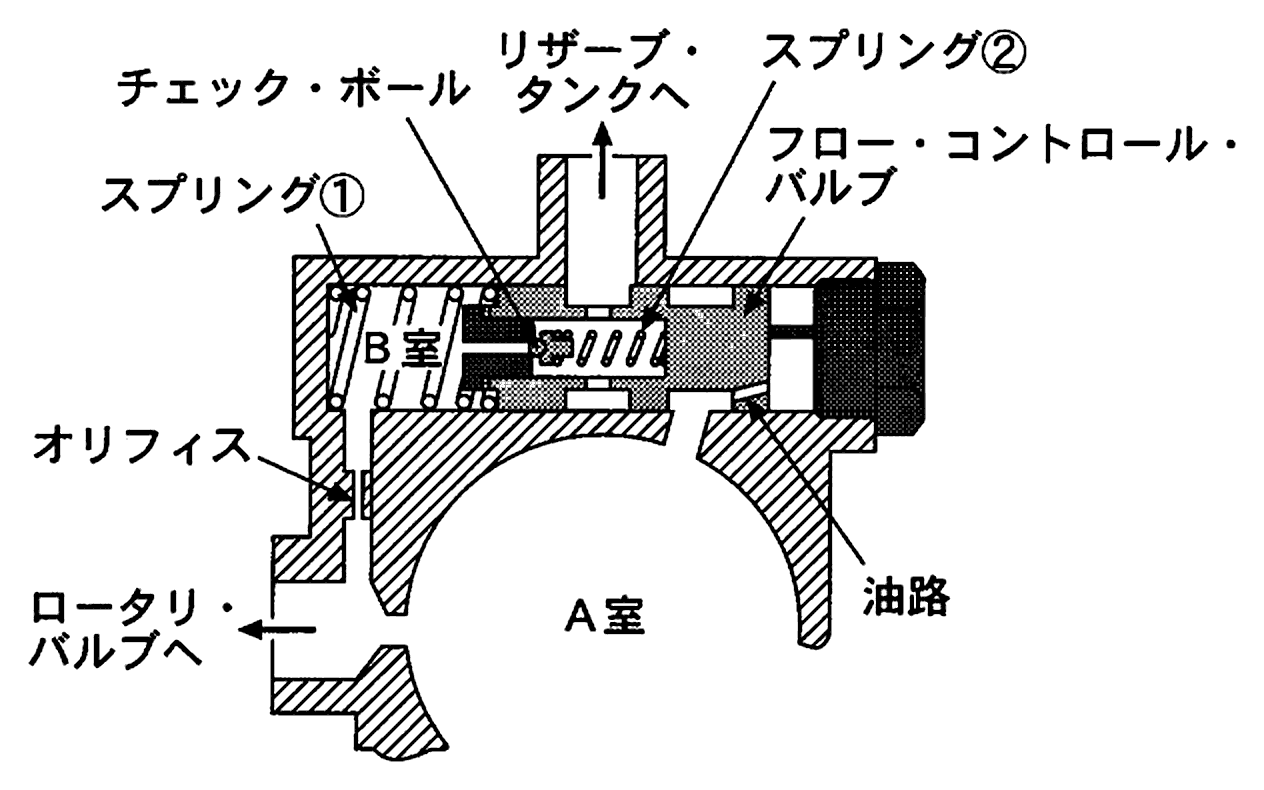 リザーブ・
タンクへ
スプリング②
チェック・ボール
フロー・コントロール・
バルブ
スプリング①
B室
オリフィス
油路
ロータリ・
バルブへ
A室